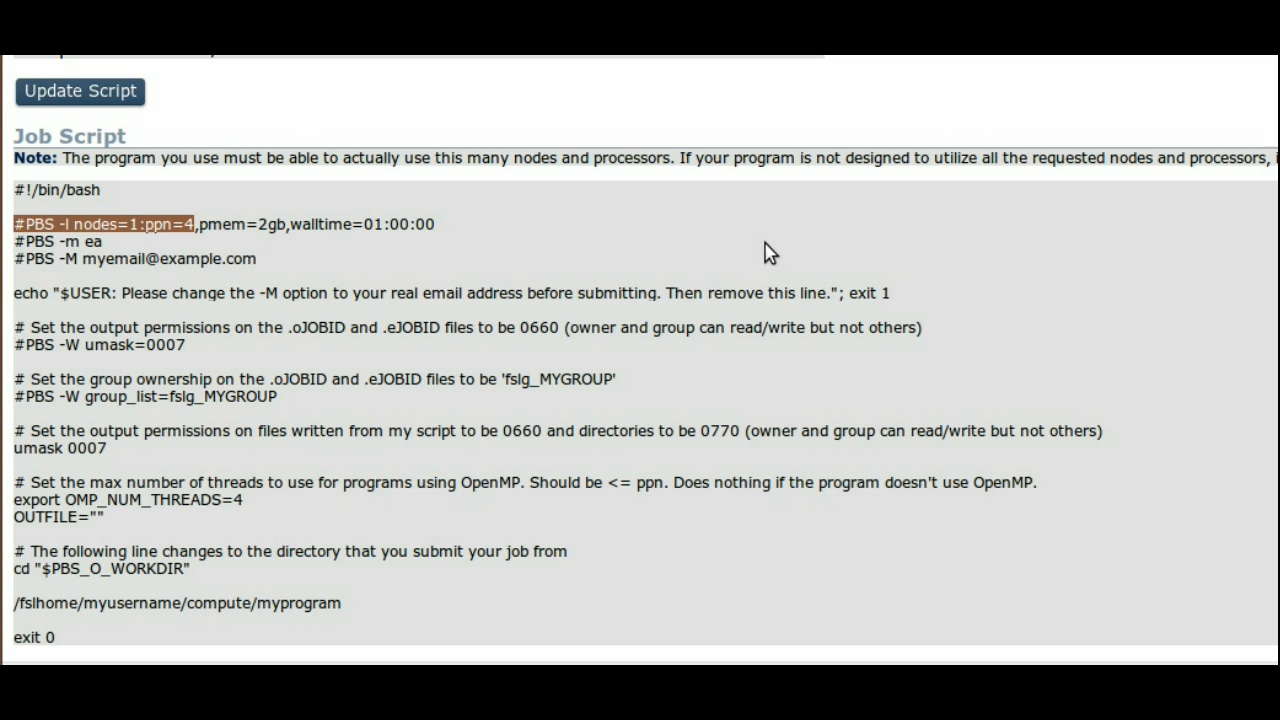 Update Script
Job Script
Note: The program you use must be able to actually use this many nodes and processors. If your program is not designed to utilize all the requested nodes and processors,
#!/bin/bash
#PBS -l nodes=1:ppn=4,pmem=2gb,walltime=01:00:00
#PBS -m ea
#PBS -M myemail@example.com
echo "$USER: Please change the -M option to your real email address before submitting. Then remove this line."; exit 1
# Set the output permissions on the .oJOBID and .eJOBID files to be 0660 (owner and group can read/write but not others)
#PBS -W umask=0007
# Set the group ownership on the .oJOBID and .eJOBID files to be 'fslg_MYGROUP'
#PBS -W group_list=fslg_MYGROUP
# Set the output permissions on files written from my script to be 0660 and directories to be 0770 (owner and group can read/write but not others)
umask 0007
# Set the max number of threads to use for programs using OpenMP. Should be <= ppn. Does nothing if the program doesn't use OpenMP.
export OMP_NUM_THREADS=4
OUTFILE=""
# The following line changes to the directory that you submit your job from
cd "$PBS_O_WORKDIR"
/fslhome/myusername/compute/myprogram
exit 0